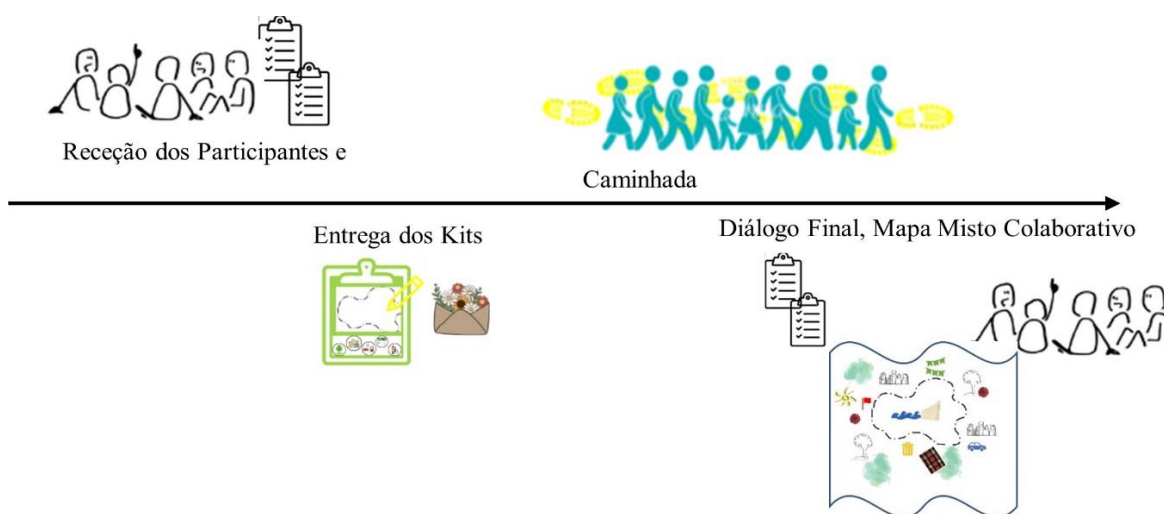 Receção dos Participantes e
Caminhada
Entrega dos Kits
Diálogo Final, Mapa Misto Colaborativo